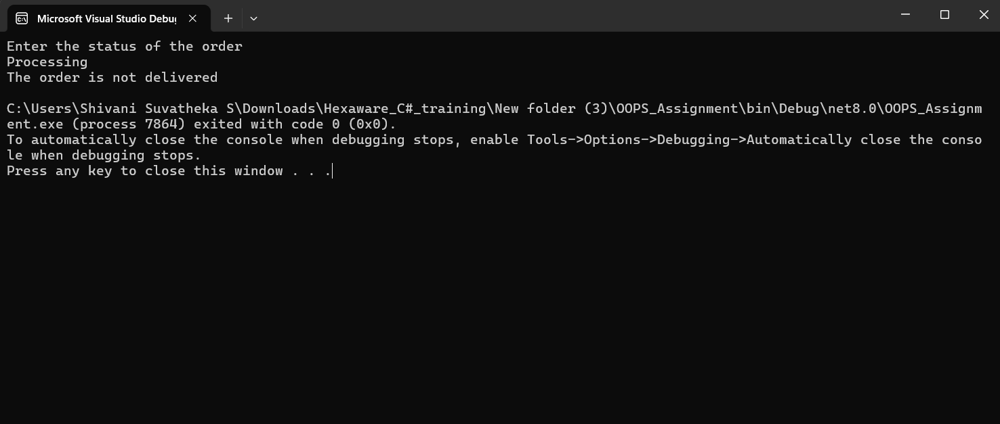 Microsoft Visual Studio Debu
Enter the status of the order
Processing
The order is not delivered
C:\Users\Shivani Suvatheka S\Downloads\Hexaware_C#_training\New folder (3)\OOPS_Assignment\bin\Debug\net8.0\OOPS_Assignm
ent.exe (process 7864) exited with code 0 (0x0).
To automatically close the console when debugging stops, enable Tools->Options->Debugging->Automatically close the conso
le when debugging stops.
Press any key to close this window . . .